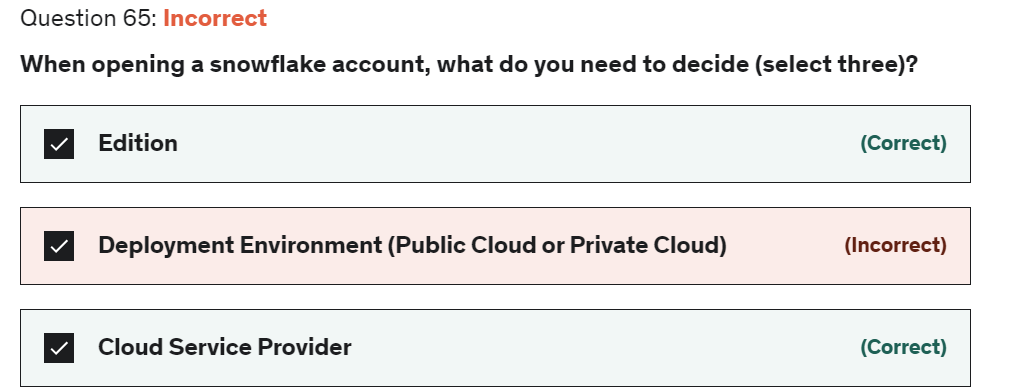 Question 65: Incorrect
When opening a snowflake account, what do you need to decide (select three)?
Edition (Correct)
Deployment Environment (Public Cloud or Private Cloud) (Incorrect)
Cloud Service Provider (Correct)